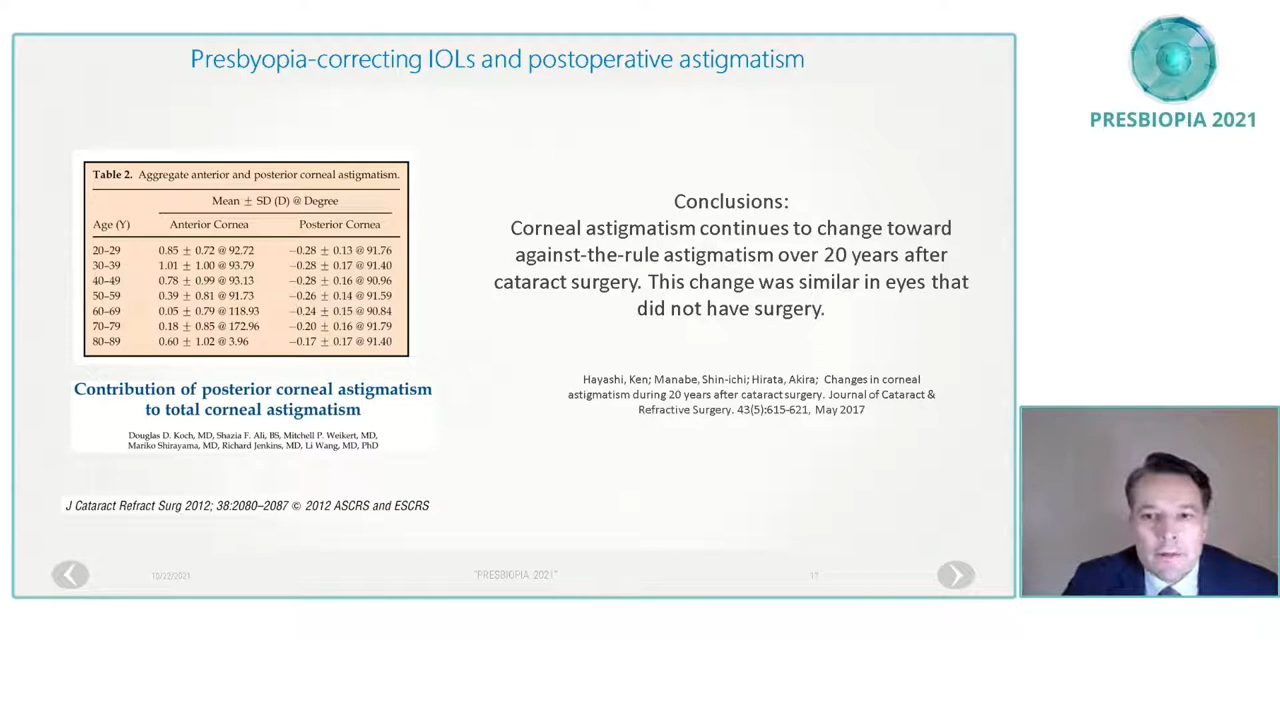 Presbyopia-correcting IOLs and postoperative astigmatism
PRESBIOPIA 2021
Table 2. Aggregate anterior and posterior corneal astigmatism.
Mean ± SD (D) @ Degree
Age (Y) Anterior Cornea Posterior Cornea
20–29 0.85 ± 0.72 @ 92.72 −0.28 ± 0.13 @ 91.76
30–39 1.01 ± 1.00 @ 93.79 −0.28 ± 0.17 @ 91.40
40–49 0.78 ± 0.99 @ 93.13 −0.28 ± 0.16 @ 90.96
50–59 0.39 ± 0.81 @ 91.73 −0.26 ± 0.14 @ 91.59
60–69 0.05 ± 0.79 @ 118.93 −0.24 ± 0.15 @ 90.84
70–79 0.18 ± 0.85 @ 172.96 −0.20 ± 0.16 @ 91.79
80–89 0.60 ± 1.02 @ 3.96 −0.17 ± 0.17 @ 91.40
Contribution of posterior corneal astigmatism
to total corneal astigmatism
Douglas D. Koch, MD, Shazia F. Ali, BS, Mitchell P. Weikert, MD,
Mariko Shirayama, MD, Richard Jenkins, MD, Li Wang, MD, PhD
J Cataract Refract Surg 2012; 38:2080–2087 © 2012 ASCRS and ESCRS
Conclusions:
Corneal astigmatism continues to change toward
against-the-rule astigmatism over 20 years after
cataract surgery. This change was similar in eyes that
did not have surgery.
Hayashi, Ken; Manabe, Shin-ichi; Hirata, Akira; Changes in corneal
astigmatism during 20 years after cataract surgery. Journal of Cataract &
Refractive Surgery. 43(5):615-621, May 2017
10/22/2021
"PRESBIOPIA 2021"
17